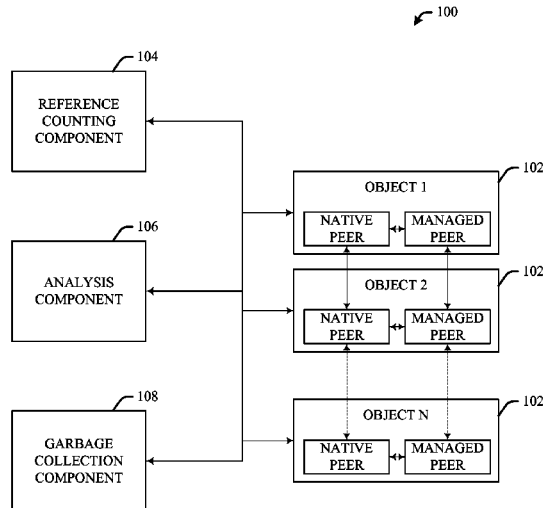 100
104
REFERENCE
COUNTING
COMPONENT
102
OBJECT 1
NATIVE
PEER
MANAGED
PEER
106
ANALYSIS
COMPONENT
102
OBJECT 2
NATIVE
PEER
MANAGED
PEER
108
GARBAGE
COLLECTION
COMPONENT
102
OBJECT N
NATIVE
PEER
MANAGED
PEER